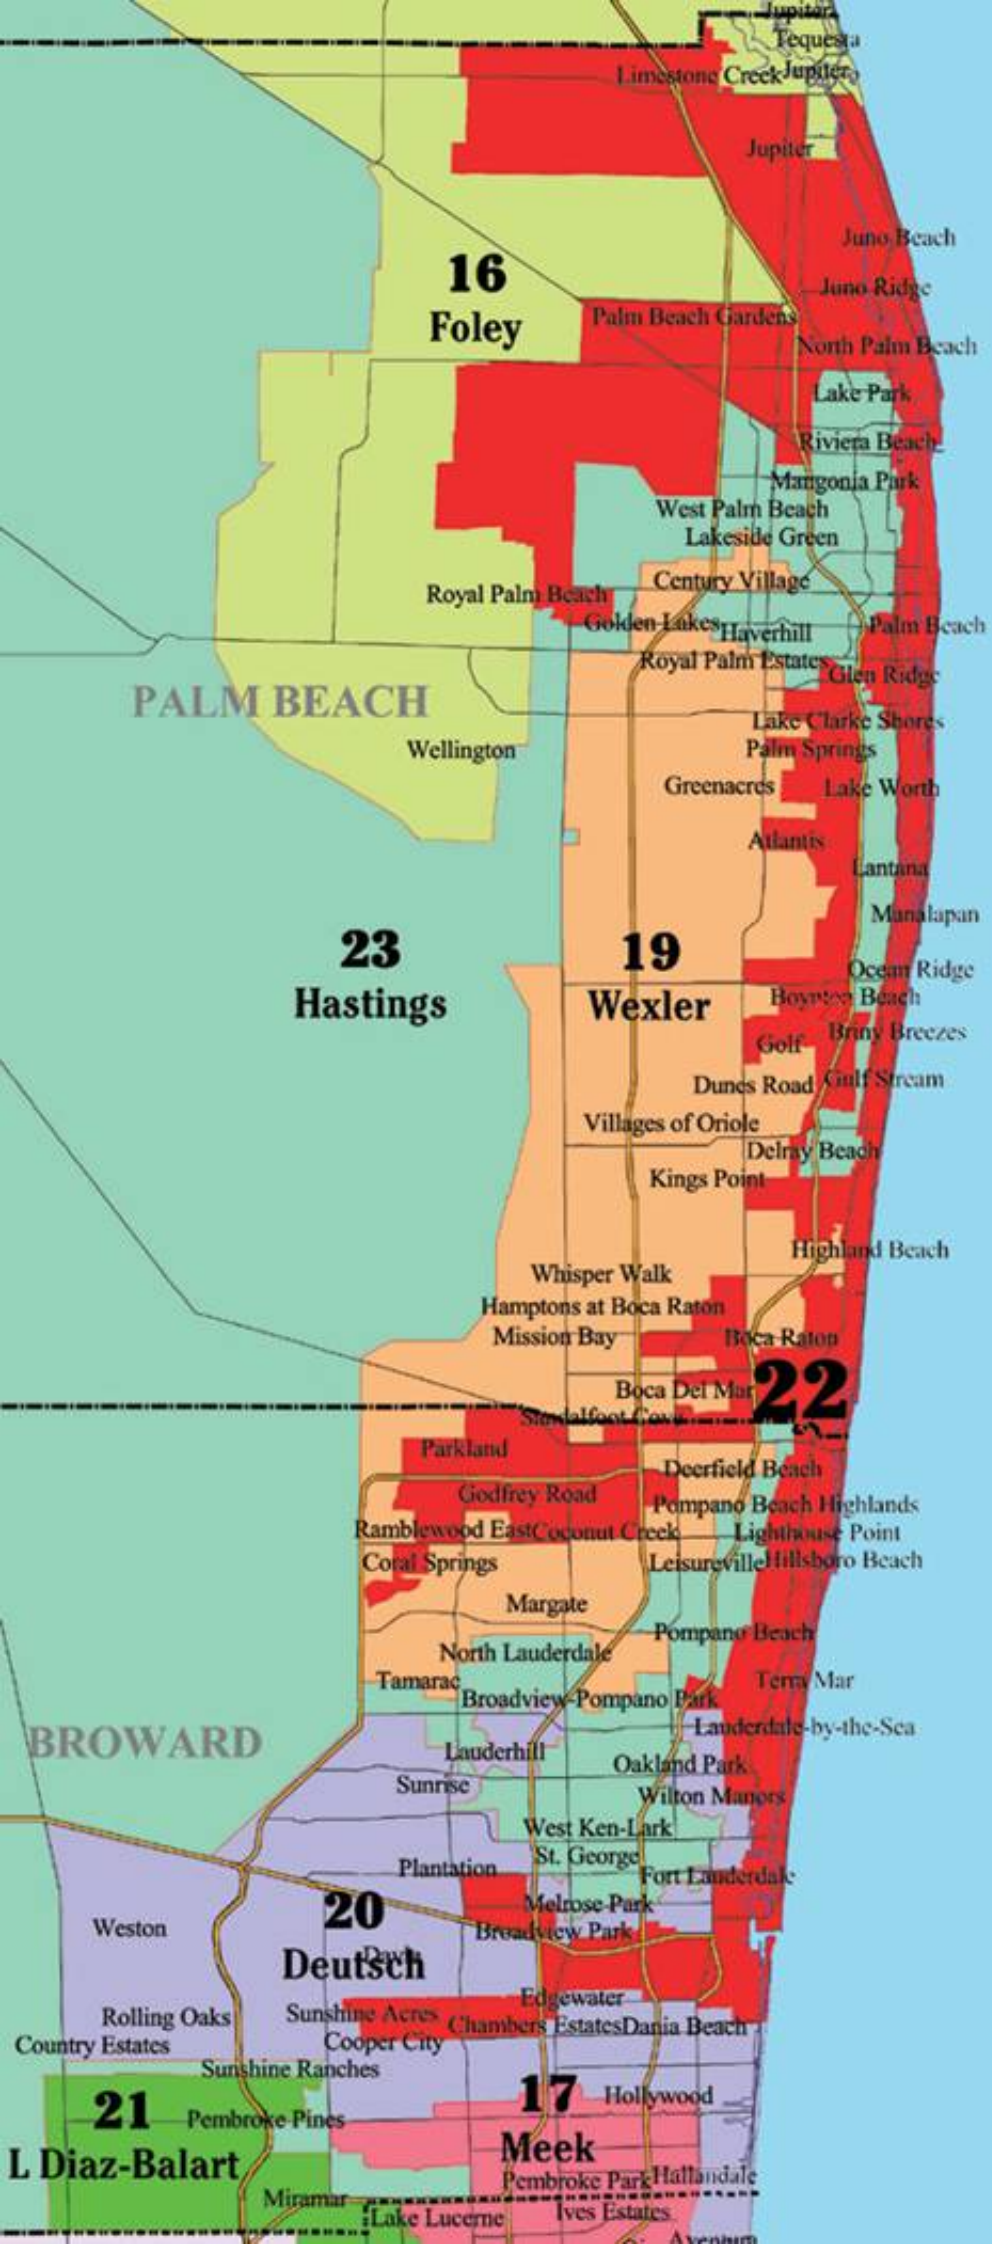 Jupiter
Tequesta
Limestone Creek
Jupiter
Jupiter
Juno Beach
16
Foley
Juno Ridge
Palm Beach Gardens
North Palm Beach
Lake Park
Riviera Beach
Mangonia Park
West Palm Beach
Lakeside Green
Century Village
Royal Palm Beach
Golden Lakes
Haverhill
Palm Beach
Royal Palm Estates
Glen Ridge
PALM BEACH
Lake Clarke Shores
Wellington
Palm Springs
Greenacres
Lake Worth
Atlantis
Lantana
Manalapan
23
Hastings
19
Wexler
Ocean Ridge
Boynton Beach
Briny Breezes
Golf
Dunes Road
Gulf Stream
Villages of Oriole
Delray Beach
Kings Point
Highland Beach
Whisper Walk
Hamptons at Boca Raton
Mission Bay
Boca Raton
22
Boca Del Mar
Sandalfoot Cove
Parkland
Deerfield Beach
Godfrey Road
Pompano Beach Highlands
Ramblewood East
Coconut Creek
Lighthouse Point
Coral Springs
Leisureville
Hillsboro Beach
Margate
Pompano Beach
North Lauderdale
Tamarac
Terra Mar
Broadview-Pompano Park
BROWARD
Lauderdale-by-the-Sea
Lauderhill
Oakland Park
Sunrise
Wilton Manors
West Ken-Lark
St. George
Plantation
Fort Lauderdale
20
Deutsch
Davie
Melrose Park
Weston
Broadview Park
Edgewater
Rolling Oaks
Sunshine Acres
Chambers Estates
Dania Beach
Country Estates
Cooper City
Sunshine Ranches
21
L Diaz-Balart
17
Meek
Hollywood
Pembroke Pines
Pembroke Park
Hallandale
Miramar
Lake Lucerne
Ives Estates
Aventura